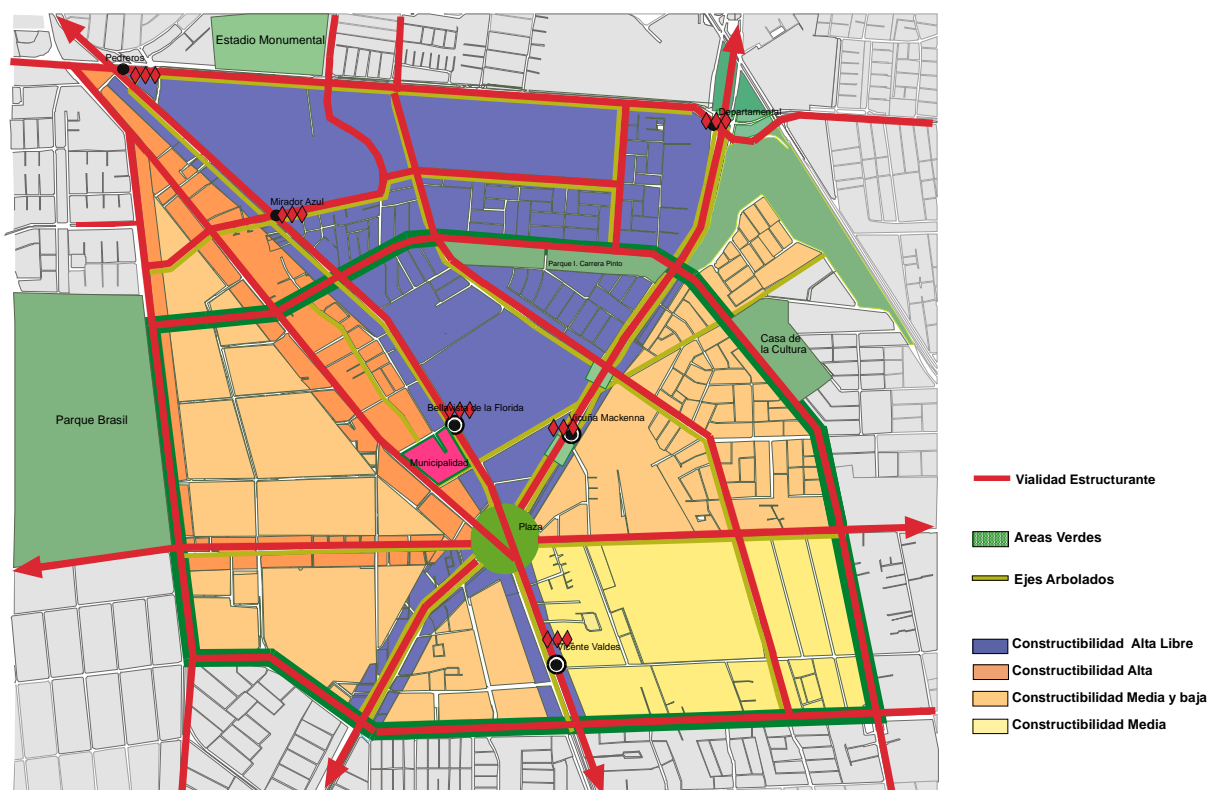 Estadio Monumental
Pedreros
Departamental
Mirador Azul
Parque I. Carrera Pinto
Casa de
la Cultura
Parque Brasil
Bellavista de la Florida
Vicuña Mackenna
Municipalidad
Plaza
Vicente Valdes
Vialidad Estructurante
Areas Verdes
Ejes Arbolados
Constructibilidad Alta Libre
Constructibilidad Alta
Constructibilidad Media y baja
Constructibilidad Media